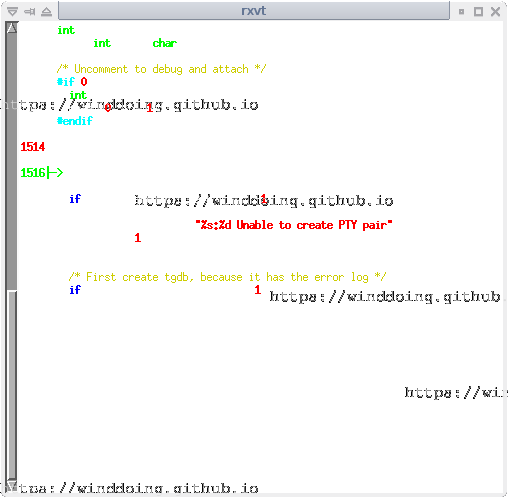 rxvt
int
int char
/* Uncomment to debug and attach */
#if 0
int
https://winddoing.github.io
0 1
#endif
1514
1516|->
if 1
https://winddoing.github.io
"%s:%d Unable to create PTY pair"
1
/* First create tgdb, because it has the error log */
if 1
https://winddoing.github.
https://win
https://winddoing.github.io